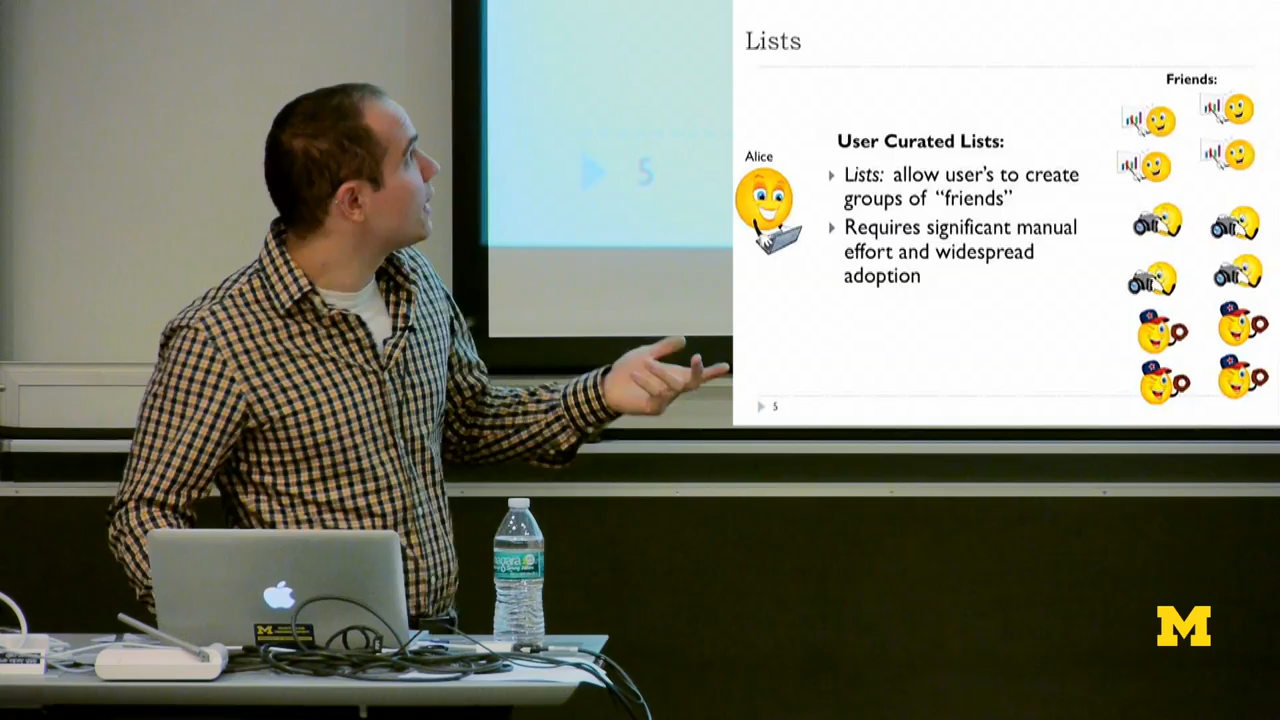 Lists
Friends:
User Curated Lists:
Alice
Lists: allow user's to create
groups of "friends"
Requires significant manual
effort and widespread
adoption
5
5
M
M